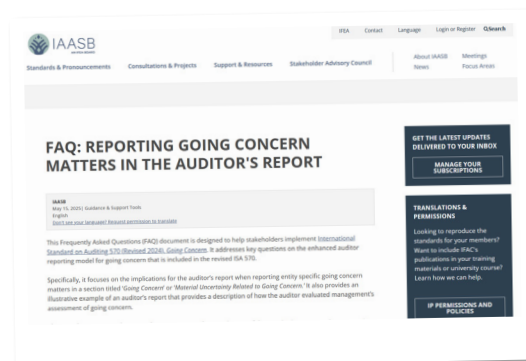 IFEA Contact Language Login or Register Search
IAASB
Standards & Pronouncements Consultations & Projects Support & Resources Stakeholder Advisory Council
About IAASB Meetings
News Focus Areas
FAQ: REPORTING GOING CONCERN
MATTERS IN THE AUDITOR'S REPORT
IAASB
May 15, 2025| Guidance & Support Tools
English
Don't see your language? Request permission to translate
This Frequently Asked Questions (FAQ) document is designed to help stakeholders implement International
Standard on Auditing 570 (Revised 2024), Going Concern. It addresses key questions on the enhanced auditor
reporting model for going concern that is included in the revised ISA 570.
Specifically, it focuses on the implications for the auditor's report when reporting entity specific going concern
matters in a section titled 'Going Concern' or 'Material Uncertainty Related to Going Concern.' It also provides an
illustrative example of an auditor's report that provides a description of how the auditor evaluated management's
assessment of going concern.
GET THE LATEST UPDATES
DELIVERED TO YOUR INBOX
MANAGE YOUR
SUBSCRIPTIONS
TRANSLATIONS &
PERMISSIONS
Looking to reproduce the
standards for your members?
Want to include IFAC's
publications in your training
materials or university course?
Learn how we can help.
IP PERMISSIONS AND
POLICIES